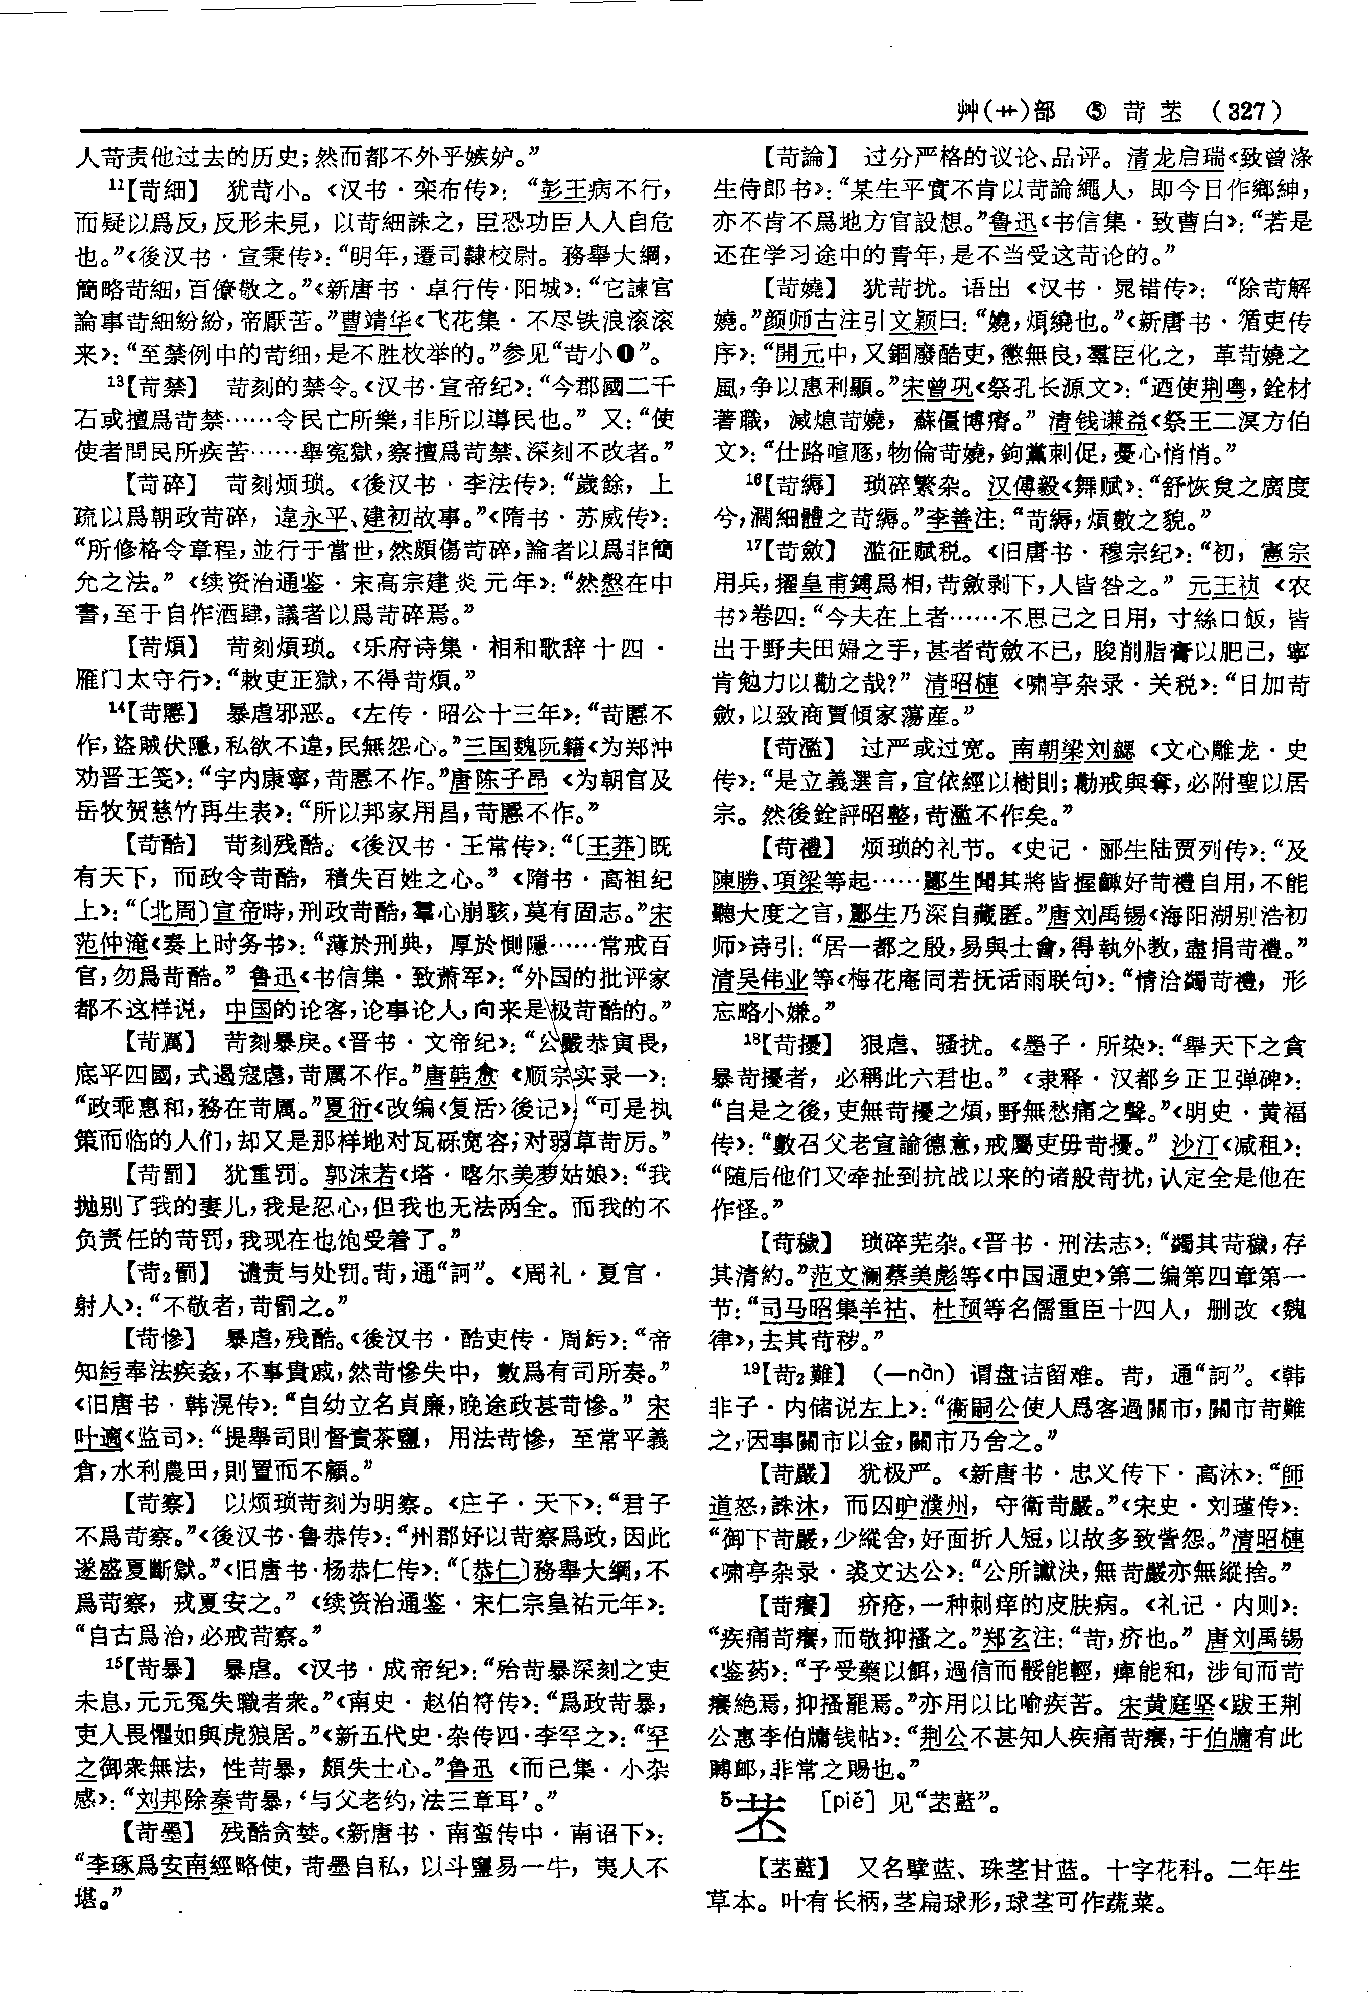 艸(艹)部 ⑤ 苛 苤 (327)
人苛责他过去的历史;然而都不外乎嫉妒。”
¹¹【苛細】 犹苛小。《汉书·栾布传》:“彭王病不行,
而疑以爲反,反形未見,以苛細誅之,臣恐功臣人人自危
也。”《後汉书·宣秉传》:“明年,遷司隸校尉。務舉大綱,
簡略苛細,百僚敬之。”《新唐书·卓行传·阳城》:“它諫官
論事苛細紛紛,帝厭苦。”曹靖华《飞花集·不尽铁浪滚滚
来》:“至禁例中的苛细,是不胜枚举的。”参见“苛小❶”。
¹³【苛禁】 苛刻的禁令。《汉书·宣帝纪》:“今郡國二千
石或擅爲苛禁……令民亡所樂,非所以導民也。” 又:“使
使者問民所疾苦……舉冤獄,察擅爲苛禁、深刻不改者。”
【苛碎】 苛刻烦琐。《後汉书·李法传》:“歲餘,上
疏以爲朝政苛碎,違永平、建初故事。”《隋书·苏威传》:
“所修格令章程,並行于當世,然頗傷苛碎,論者以爲非簡
允之法。” 《续资治通鉴·宋高宗建炎元年》:“然愨在中
書,至于自作酒肆,議者以爲苛碎焉。”
【苛煩】 苛刻煩琐。《乐府诗集·相和歌辞十四·
雁门太守行》:“敕吏正獄,不得苛煩。”
¹⁴【苛慝】 暴虐邪恶。《左传·昭公十三年》:“苛慝不
作,盜賊伏隱,私欲不違,民無怨心。”三国魏阮籍《为郑冲
劝晋王笺》:“宇内康寧,苛慝不作。”唐陈子昂《为朝官及
岳牧贺慈竹再生表》:“所以邦家用昌,苛慝不作。”
【苛酷】 苛刻残酷。《後汉书·王常传》:“〔王莽〕既
有天下,而政令苛酷,積失百姓之心。” 《隋书·高祖纪
上》:“〔北周〕宣帝時,刑政苛酷,羣心崩駭,莫有固志。”宋
范仲淹《奏上时务书》:“薄於刑典,厚於惻隱……常戒百
官,勿爲苛酷。” 鲁迅《书信集·致萧军》:“外国的批评家
都不这样说,中国的论客,论事论人,向来是极苛酷的。”
【苛厲】 苛刻暴戾。《晋书·文帝纪》:“公嚴恭寅畏,
底平四國,式遏寇虐,苛厲不作。”唐韩愈《顺宗实录一》:
“政乖惠和,務在苛厲。”夏衍《改编〈复活〉後记》:“可是执
策而临的人们,却又是那样地对瓦砾宽容,对弱草苛厉。”
【苛罰】 犹重罚。郭沫若《塔·喀尔美萝姑娘》:“我
抛别了我的妻儿,我是忍心,但我也无法两全。而我的不
负责任的苛罚,我现在也饱受着了。”
【苛₂罰】 谴责与处罚。苛,通“訶”。《周礼·夏官·
射人》:“不敬者,苛罰之。”
【苛慘】 暴虐,残酷。《後汉书·酷吏传·周䊸》:“帝
知䊸奉法疾姦,不事貴戚,然苛慘失中,數爲有司所奏。”
《旧唐书·韩滉传》:“自幼立名貞廉,晚途政甚苛慘。” 宋
叶適《监司》:“提舉司則督責茶鹽,用法苛慘,至常平義
倉,水利農田,則置而不顧。”
【苛察】 以烦琐苛刻为明察。《庄子·天下》:“君子
不爲苛察。”《後汉书·鲁恭传》:“州郡好以苛察爲政,因此
遂盛夏斷獄。”《旧唐书·杨恭仁传》:“〔恭仁〕務舉大綱,不
爲苛察,戎夏安之。” 《续资治通鉴·宋仁宗皇祐元年》:
“自古爲治,必戒苛察。”
¹⁵【苛暴】 暴虐。《汉书·成帝纪》:“殆苛暴深刻之吏
未息,元元冤失職者衆。”《南史·赵伯符传》:“爲政苛暴,
吏人畏懼如與虎狼居。”《新五代史·杂传四·李罕之》:“罕
之御衆無法,性苛暴,頗失士心。”鲁迅《而已集·小杂
感》:“刘邦除秦苛暴,‘与父老约,法三章耳’。”
【苛墨】 残酷贪婪。《新唐书·南蛮传中·南诏下》:
“李琢爲安南經略使,苛墨自私,以斗鹽易一牛,夷人不
堪。”
【苛論】 过分严格的议论、品评。清龙启瑞《致曾涤
生侍郎书》:“某生平實不肯以苛論繩人,即今日作鄉紳,
亦不肯不爲地方官設想。”鲁迅《书信集·致曹白》:“若是
还在学习途中的青年,是不当受这苛论的。”
【苛嬈】 犹苛扰。语出《汉书·晁错传》:“除苛解
嬈。”颜师古注引文颖曰:“嬈,煩繞也。”《新唐书·循吏传
序》:“開元中,又錮廢酷吏,懲無良,羣臣化之,革苛嬈之
風,争以惠利顯。”宋曾巩《祭孔长源文》:“迺使荆粤,銓材
著職,滅熄苛嬈,蘇僵博瘠。” 清钱谦益《祭王二溟方伯
文》:“仕路喧豗,物倫苛嬈,鉤黨刺促,憂心悄悄。”
¹⁶【苛縟】 琐碎繁杂。汉傅毅《舞赋》:“舒恢炱之廣度
兮,濶細體之苛縟。”李善注:“苛縟,煩數之貌。”
¹⁷【苛斂】 滥征赋税。《旧唐书·穆宗纪》:“初,憲宗
用兵,擢皇甫鎛爲相,苛斂剥下,人皆咎之。” 元王祯《农
书》卷四:“今夫在上者……不思己之日用,寸絲口飯,皆
出于野夫田婦之手,甚者苛斂不已,朘削脂膏以肥己,寧
肯勉力以勸之哉?” 清昭槤《啸亭杂录·关税》:“日加苛
斂,以致商賈傾家蕩産。”
【苛濫】 过严或过宽。南朝梁刘勰《文心雕龙·史
传》:“是立義選言,宜依經以樹則;勸戒與奪,必附聖以居
宗。然後銓評昭整,苛濫不作矣。”
【苛禮】 烦琐的礼节。《史记·郦生陆贾列传》:“及
陳勝、項梁等起……酈生聞其將皆握齱好苛禮自用,不能
聽大度之言,酈生乃深自藏匿。”唐刘禹锡《海阳湖别浩初
师》诗引:“居一都之殷,易與士會,得執外教,盡捐苛禮。”
清吴伟业等《梅花庵同若抚话雨联句》:“情洽蠲苛禮,形
忘略小嫌。”
¹⁸【苛擾】 狠虐、骚扰。《墨子·所染》:“舉天下之貪
暴苛擾者,必稱此六君也。” 《隶释·汉都乡正卫弹碑》:
“自是之後,吏無苛擾之煩,野無愁痛之聲。”《明史·黄福
传》:“數召父老宣諭德意,戒屬吏毋苛擾。” 沙汀《减租》:
“随后他们又牵扯到抗战以来的诸般苛扰,认定全是他在
作怪。”
【苛穢】 琐碎芜杂。《晋书·刑法志》:“蠲其苛穢,存
其清約。”范文澜蔡美彪等《中国通史》第二编第四章第一
节:“司马昭集羊祜、杜预等名儒重臣十四人,删改《魏
律》,去其苛秽。”
¹⁹【苛₂難】 (—nàn) 谓盘诘留难。苛,通“訶”。《韩
非子·内储说左上》:“衛嗣公使人爲客過關市,關市苛難
之,因事關市以金,關市乃舍之。”
【苛嚴】 犹极严。《新唐书·忠义传下·高沐》:“師
道怒,誅沐,而囚昈濮州,守衛苛嚴。”《宋史·刘瑾传》:
“御下苛嚴,少縱舍,好面折人短,以故多致訾怨。”清昭槤
《啸亭杂录·裘文达公》:“公所讞決,無苛嚴亦無縱捨。”
【苛癢】 疥疮,一种刺痒的皮肤病。《礼记·内则》:
“疾痛苛癢,而敬抑搔之。”郑玄注:“苛,疥也。” 唐刘禹锡
《鉴药》:“予受藥以餌,過信而骽能輕,痺能和,涉旬而苛
癢絶焉,抑搔罷焉。”亦用以比喻疾苦。宋黄庭坚《跋王荆
公惠李伯牗钱帖》:“荆公不甚知人疾痛苛癢,于伯牗有此
賻卹,非常之賜也。”
⁵苤 [piě] 见“苤藍”。
【苤藍】 又名擘蓝、球茎甘蓝。十字花科。二年生
草本。叶有长柄,茎扁球形,球茎可作蔬菜。